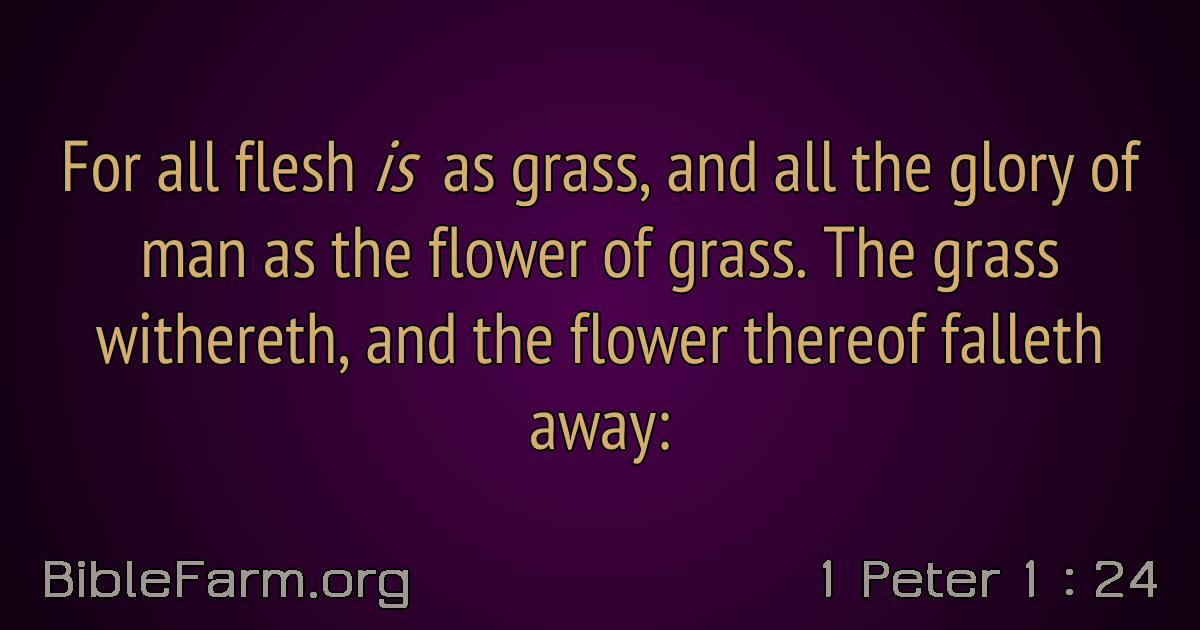 For all flesh is as grass, and all the glory of
man as the flower of grass. The grass
withereth, and the flower thereof falleth
away:
BibleFarm.org
1 Peter 1 : 24